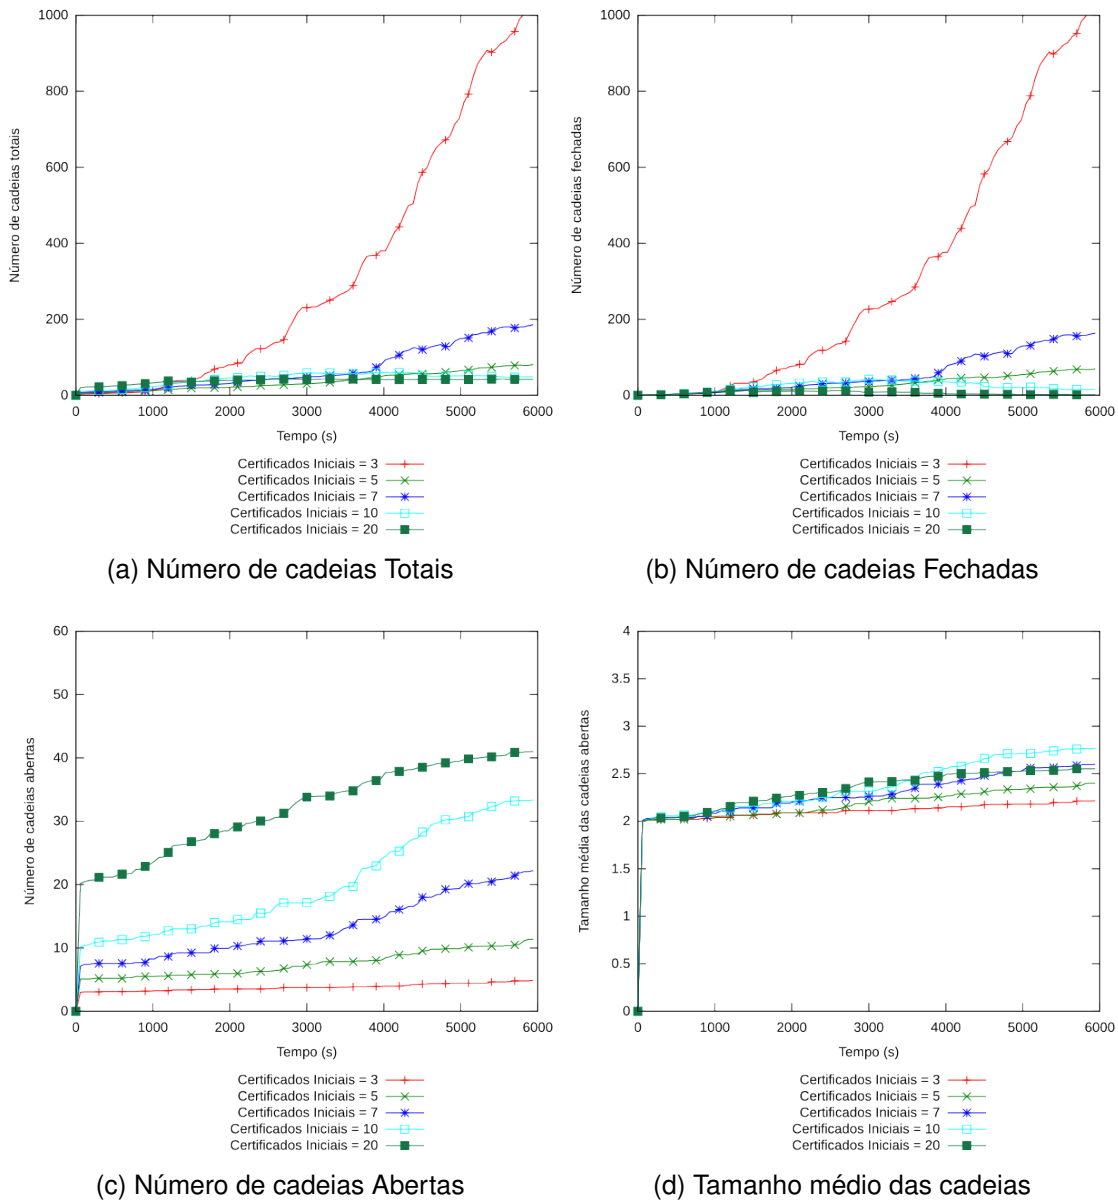 1000
800
600
400
200
0
Número de cadeias totais
0 1000 2000 3000 4000 5000 6000
Tempo (s)
Certificados Iniciais = 3
Certificados Iniciais = 5
Certificados Iniciais = 7
Certificados Iniciais = 10
Certificados Iniciais = 20
(a) Número de cadeias Totais
1000
800
600
400
200
0
Número de cadeias fechadas
0 1000 2000 3000 4000 5000 6000
Tempo (s)
Certificados Iniciais = 3
Certificados Iniciais = 5
Certificados Iniciais = 7
Certificados Iniciais = 10
Certificados Iniciais = 20
(b) Número de cadeias Fechadas
60
50
40
30
20
10
0
Número de cadeias abertas
0 1000 2000 3000 4000 5000 6000
Tempo (s)
Certificados Iniciais = 3
Certificados Iniciais = 5
Certificados Iniciais = 7
Certificados Iniciais = 10
Certificados Iniciais = 20
(c) Número de cadeias Abertas
4
3.5
3
2.5
2
1.5
1
0.5
0
Tamanho média das cadeias abertas
0 1000 2000 3000 4000 5000 6000
Tempo (s)
Certificados Iniciais = 3
Certificados Iniciais = 5
Certificados Iniciais = 7
Certificados Iniciais = 10
Certificados Iniciais = 20
(d) Tamanho médio das cadeias